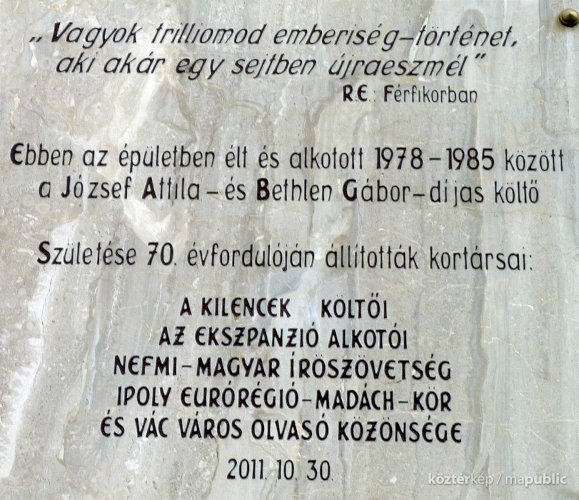 „Vagyok trilliomod emberiség-történet,
aki akár egy sejtben újraeszmél"
R.E.: Férfikorban
Ebben az épületben élt és alkotott 1978-1985 között
a József Attila- és Bethlen Gábor-díjas költő
Születése 70. évfordulóján állították kortársai:
A KILENCEK KÖLTŐI
AZ EKSZPANZIÓ ALKOTÓI
NEFMI-MAGYAR ÍRÓSZÖVETSÉG
IPOLY EURÓRÉGIÓ-MADÁCH-KÖR
ÉS VÁC VÁROS OLVASÓ KÖZÖNSÉGE
2011. 10. 30.
köztérkép / mapublic